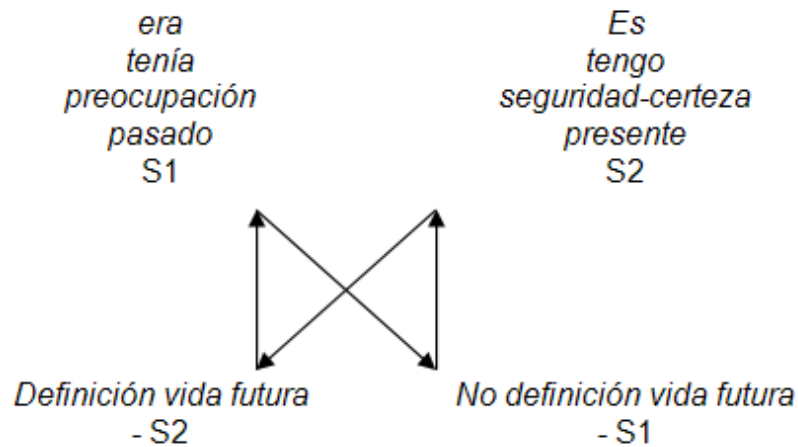 era
tenía
preocupación
pasado
S1
Es
tengo
seguridad-certeza
presente
S2
Definición vida futura
- S2
No definición vida futura
- S1